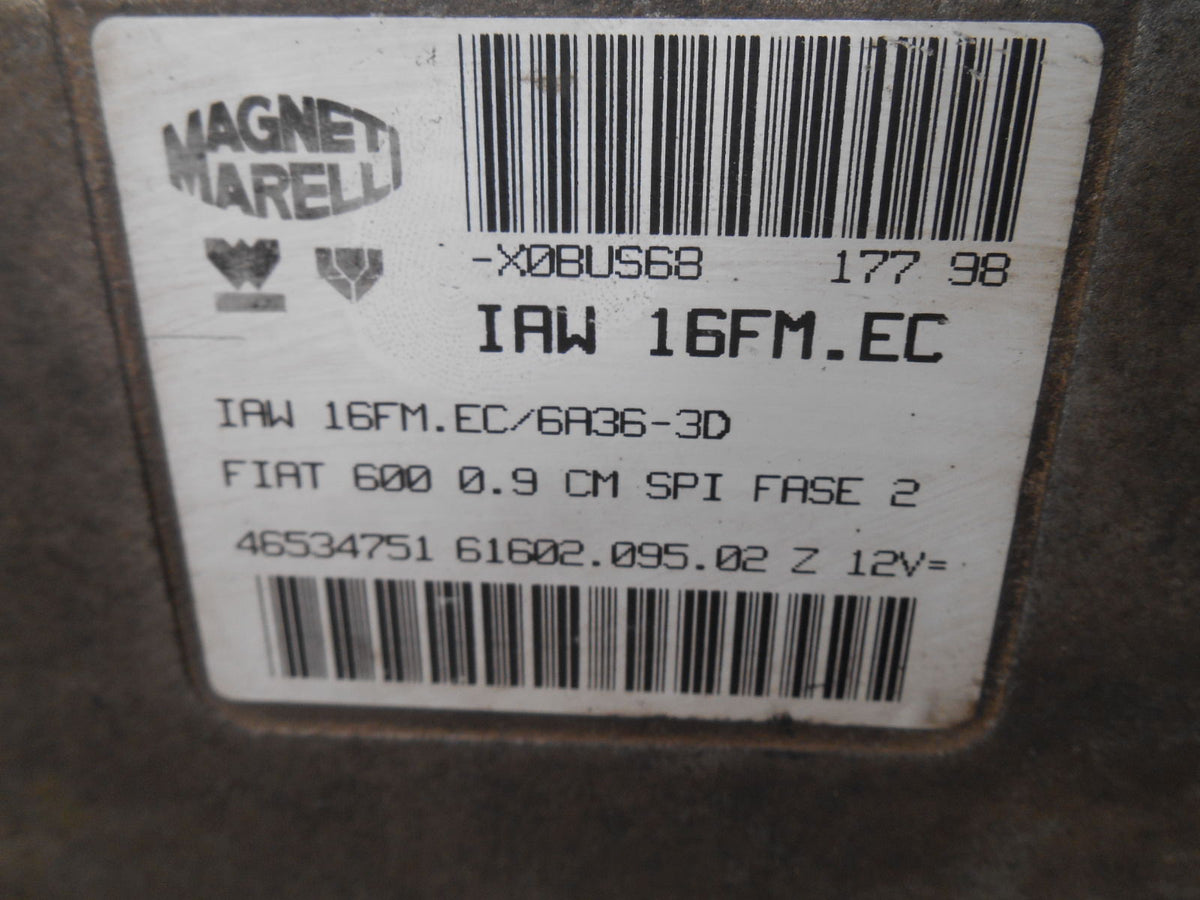 MAGNETI
MARELLI
-X0BUS68 177 98
IAW 16FM.EC
IAW 16FM.EC/6A36-3D
FIAT 600 0.9 CM SPI FASE 2
46534751 61602.095.02 Z 12V=